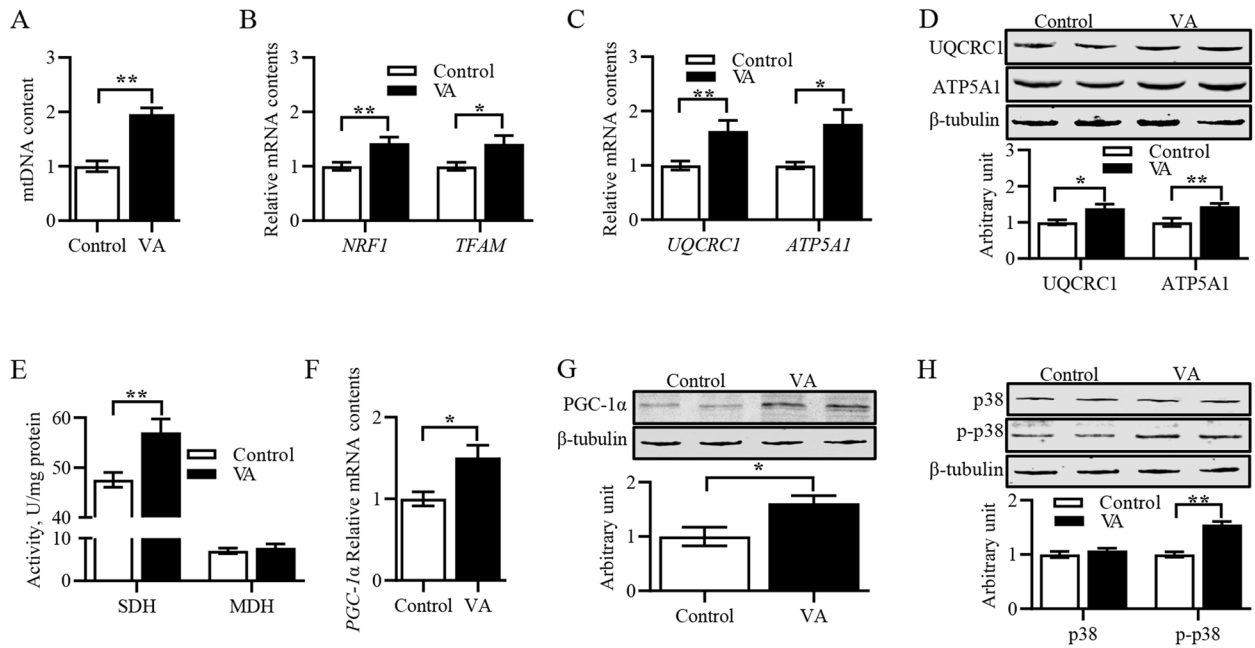 A
mtDNA content
3
2
1
0
**
Control VA
B
Relative mRNA contents
3
2
1
0
Control
VA
** *
NRF1 TFAM
C
Relative mRNA contents
3
2
1
0
Control
VA
** *
UQCRC1 ATP5A1
D
Control VA
UQCRC1
ATP5A1
β-tubulin
Arbitrary unit
3
2
1
0
Control
VA
* **
UQCRC1 ATP5A1
E
Activity, U/mg protein
60
50
40
10
0
**
Control
VA
SDH MDH
F
PGC-1α Relative mRNA contents
2
1
0
*
Control VA
G
Control VA
PGC-1α
β-tubulin
Arbitrary unit
2
1
0
*
Control VA
H
Control VA
p38
p-p38
β-tubulin
Arbitrary unit
2
1
0
Control
VA
**
p38 p-p38